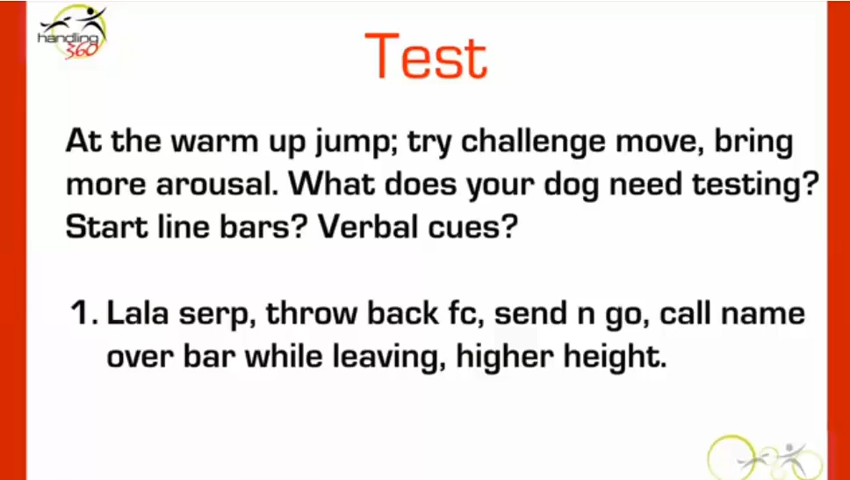 handling
360
Test
At the warm up jump; try challenge move, bring
more arousal. What does your dog need testing?
Start line bars? Verbal cues?
1. Lala serp, throw back fc, send n go, call name
over bar while leaving, higher height.